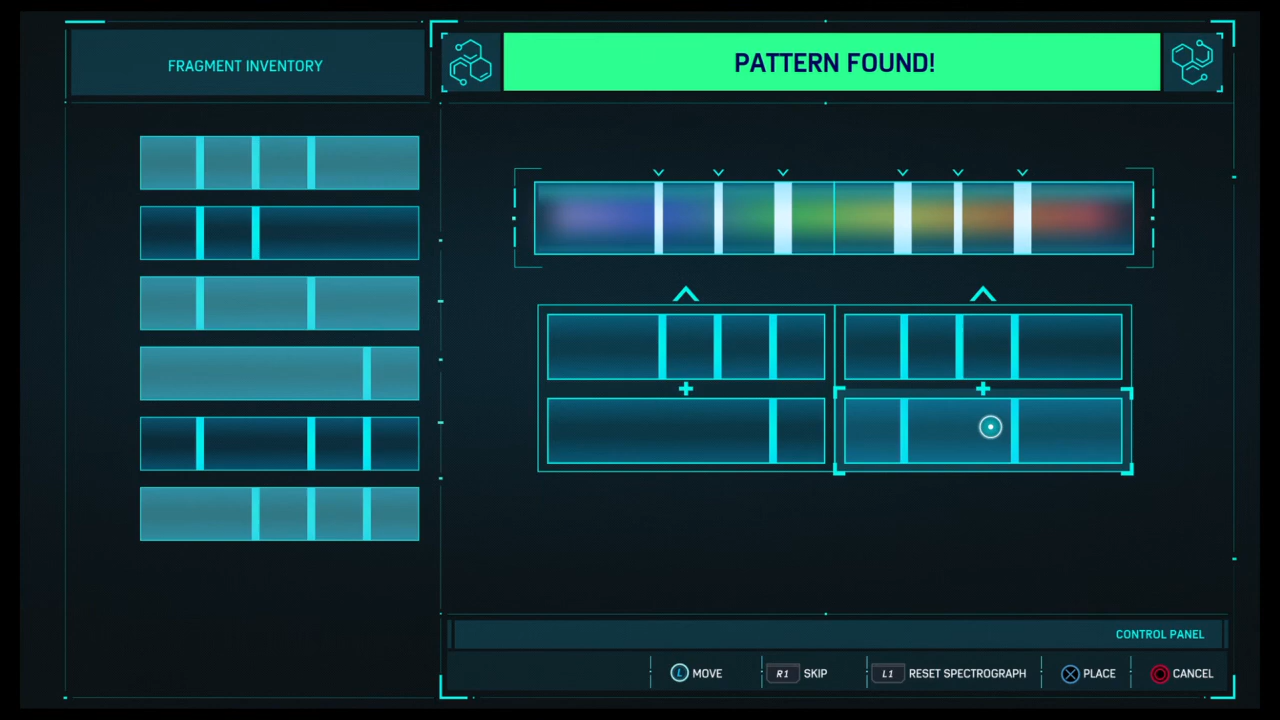 FRAGMENT INVENTORY
PATTERN FOUND!
CONTROL PANEL
L MOVE
R1 SKIP
L1 RESET SPECTROGRAPH
PLACE
CANCEL